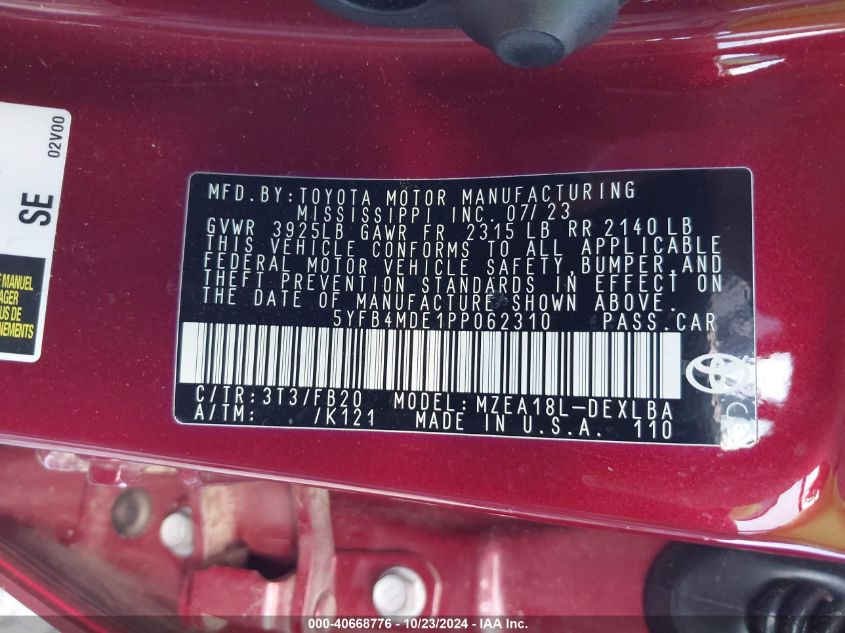 MFD. BY: TOYOTA MOTOR MANUFACTURING
MISSISSIPPI INC. 07/23
GVWR 3925LB GAWR FR 2315 LB RR 2140 LB
THIS VEHICLE CONFORMS TO ALL APPLICABLE
FEDERAL MOTOR VEHICLE SAFETY, BUMPER, AND
THEFT PREVENTION STANDARDS IN EFFECT ON
THE DATE OF MANUFACTURE SHOWN ABOVE.
5YFB4MDE1PP062310 PASS.CAR
C/TR: 3T3/FB20 MODEL: MZEA18L-DEXLBA
A/TM: /K121 MADE IN U.S.A. 110
SE
02V00
MANUEL
AGER
US DE
000-40668776 - 10/23/2024 - IAA Inc.